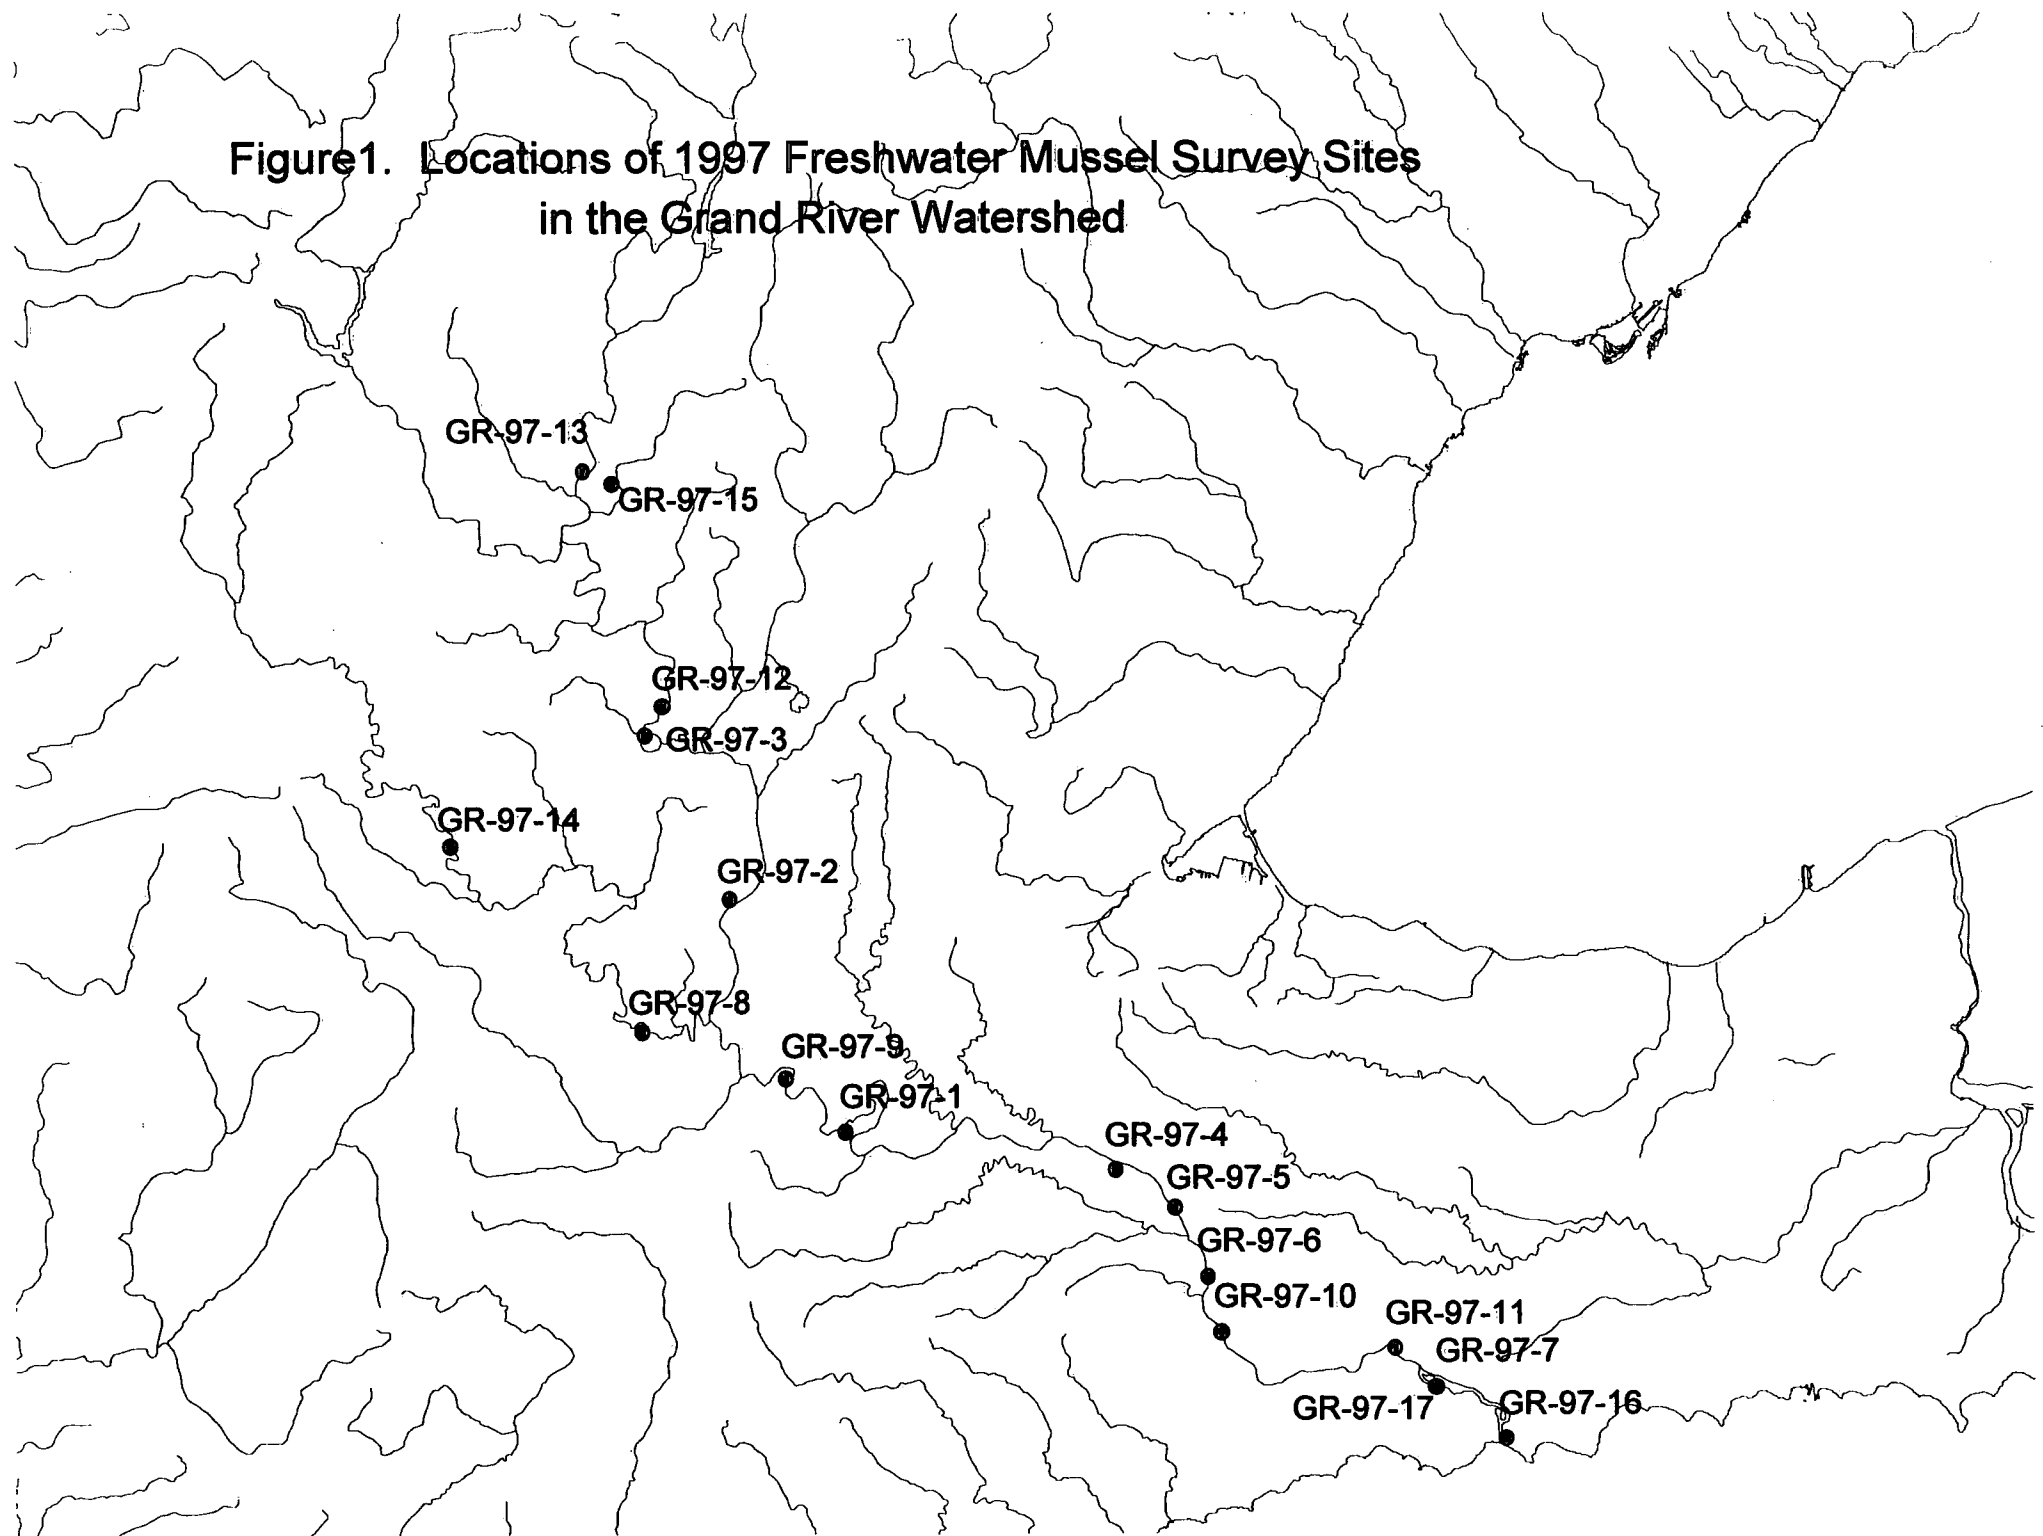 Figure1. Locations of 1997 Freshwater Mussel Survey Sites
in the Grand River Watershed
GR-97-13
GR-97-15
GR-97-12
GR-97-3
GR-97-14
GR-97-2
GR-97-8
GR-97-9
GR-97-1
GR-97-4
GR-97-5
GR-97-6
GR-97-10
GR-97-11
GR-97-7
GR-97-17
GR-97-16